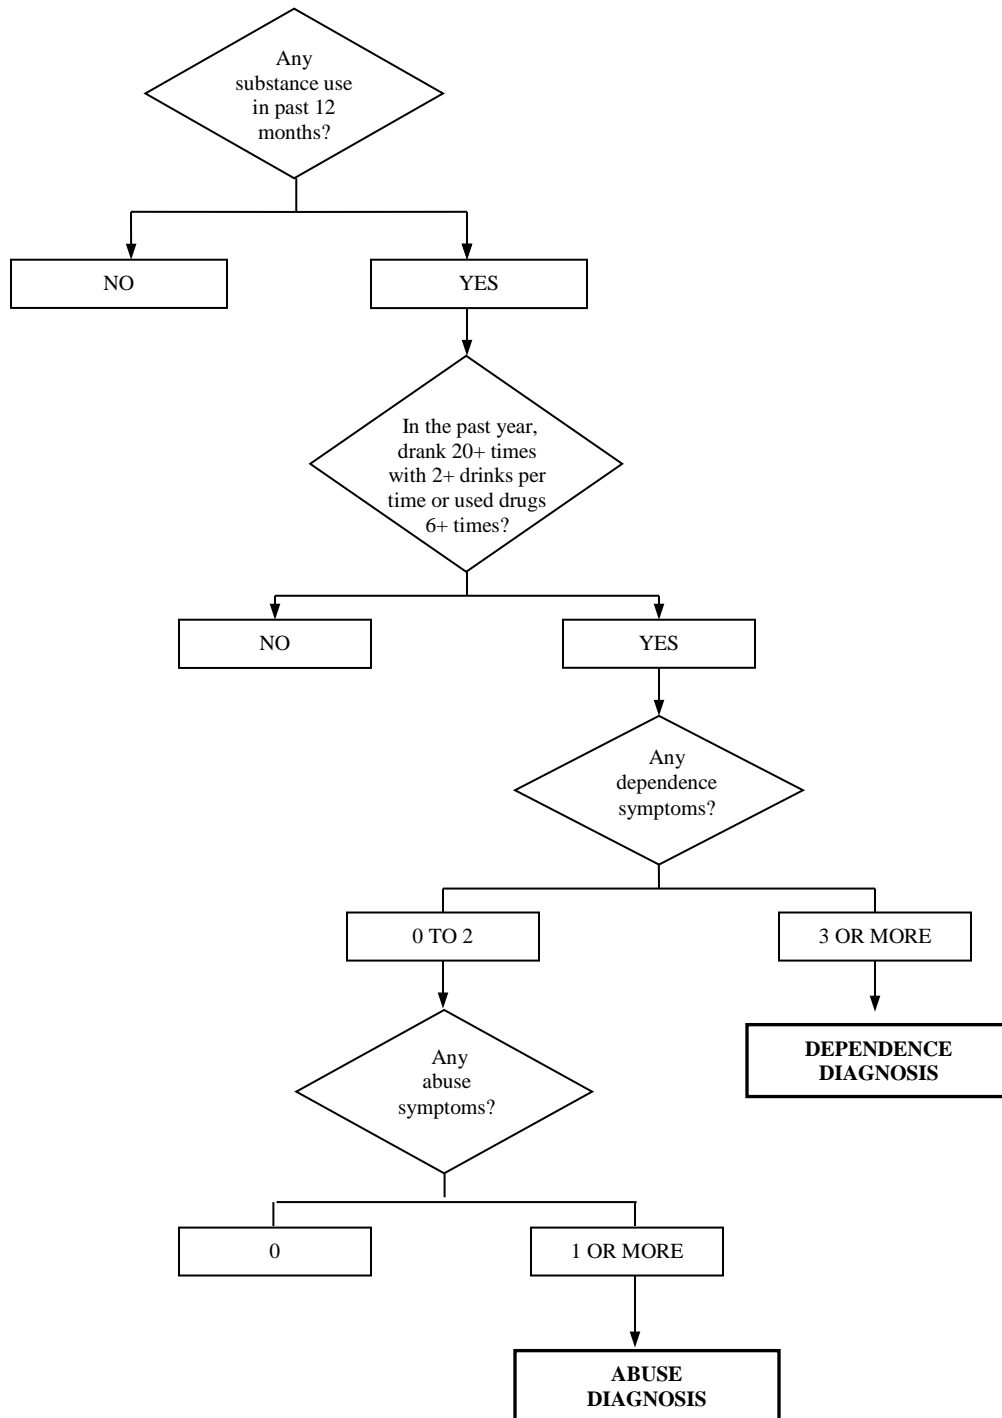 Any
substance use
in past 12
months?
NO
YES
In the past year,
drank 20+ times
with 2+ drinks per
time or used drugs
6+ times?
NO
YES
Any
dependence
symptoms?
0 TO 2
3 OR MORE
DEPENDENCE
DIAGNOSIS
Any
abuse
symptoms?
0
1 OR MORE
ABUSE
DIAGNOSIS